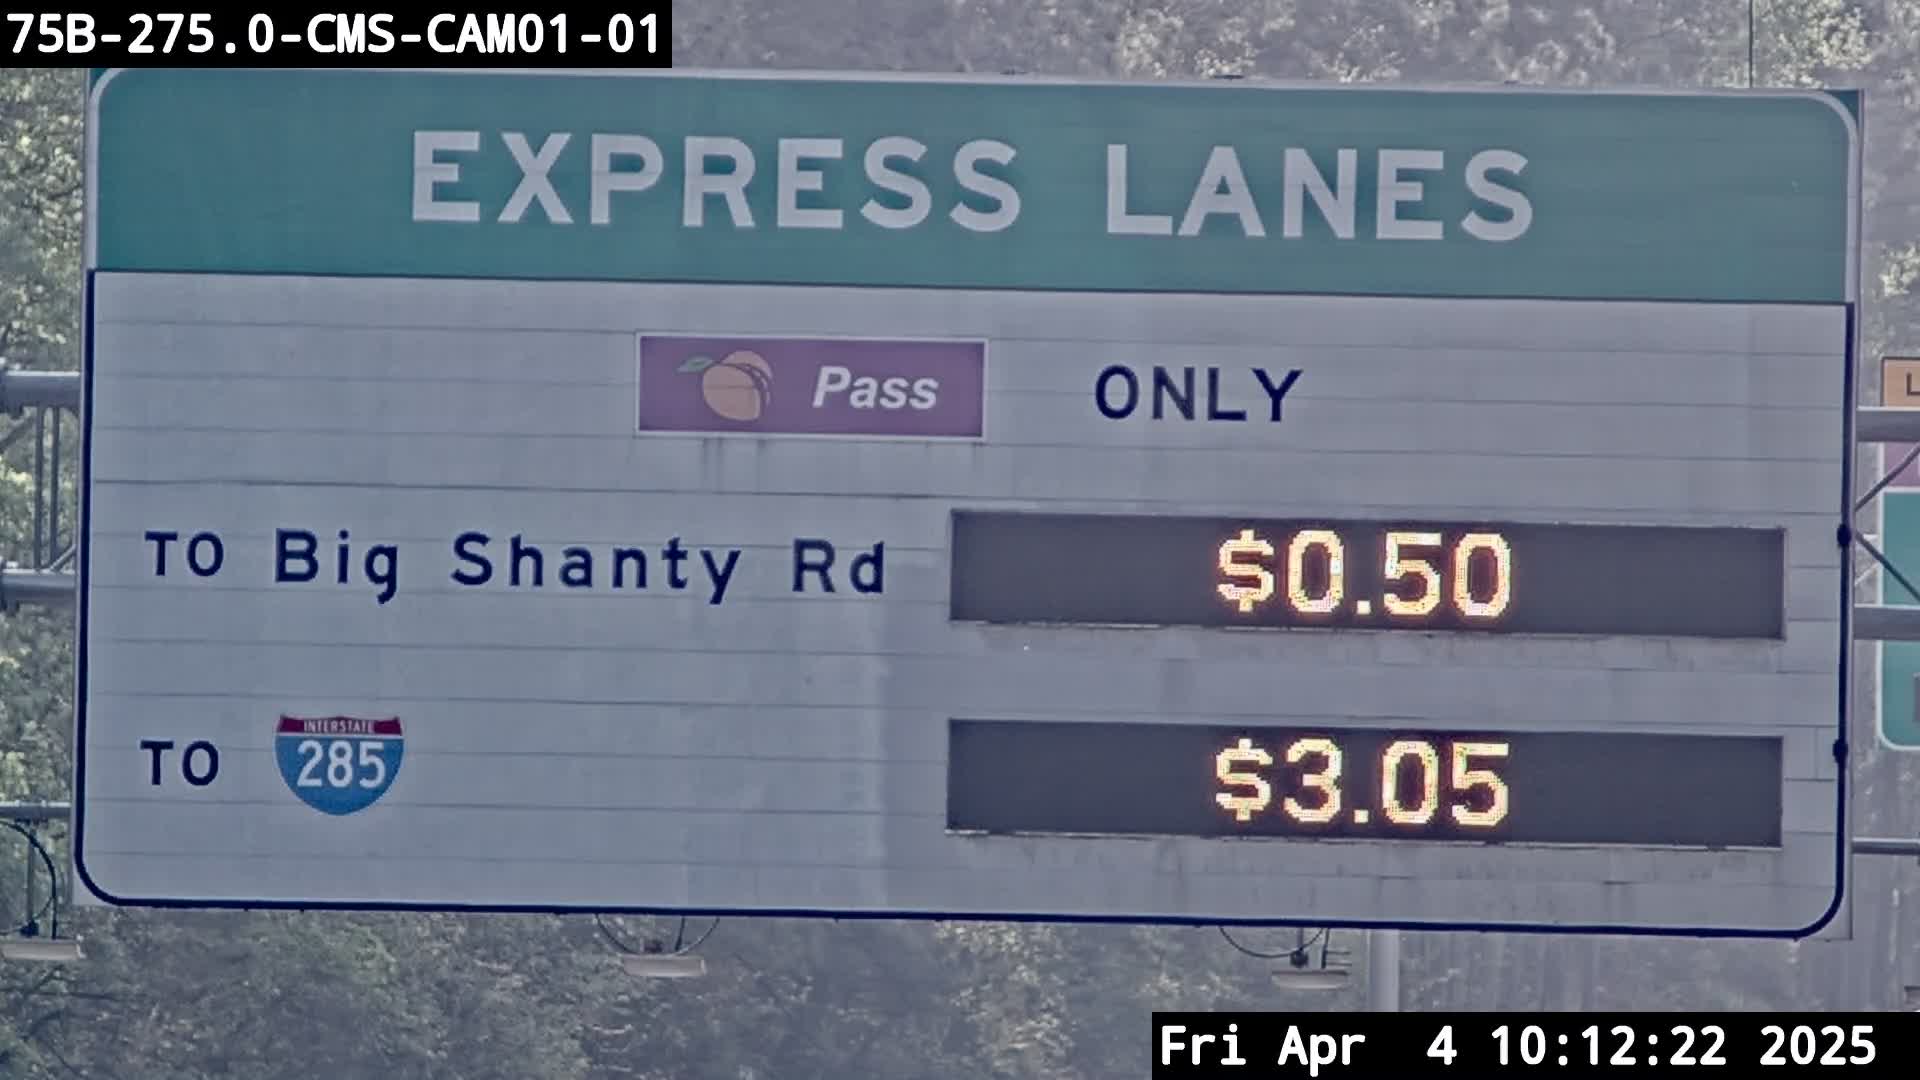 75B-275.0-CMS-CAM01-01
EXPRESS LANES
Pass ONLY
TO Big Shanty Rd $0.50
TO INTERSTATE 285 $3.05
Fri Apr 4 10:12:22 2025